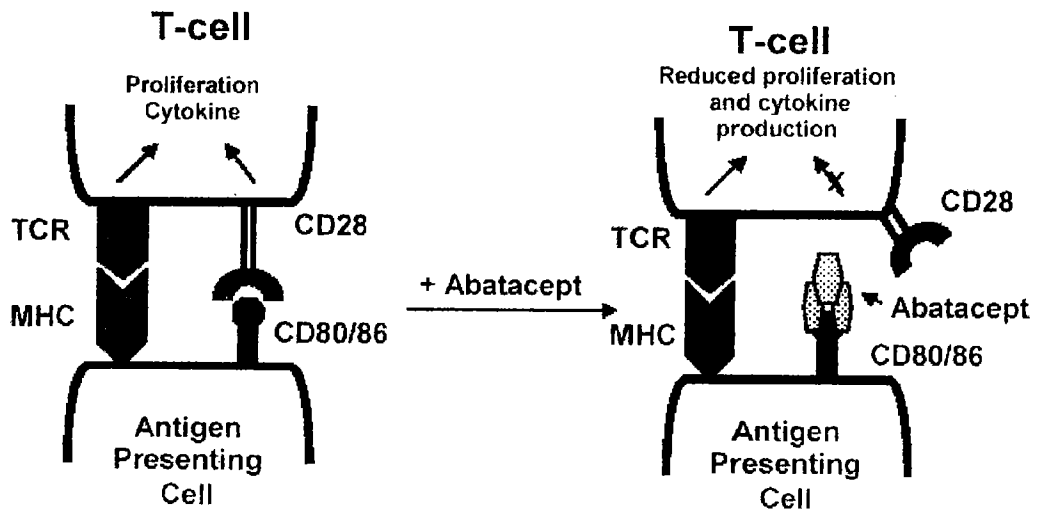 T-cell
Proliferation
Cytokine
TCR
CD28
MHC
CD80/86
Antigen
Presenting
Cell
+ Abatacept
T-cell
Reduced proliferation
and cytokine
production
CD28
TCR
Abatacept
MHC
CD80/86
Antigen
Presenting
Cell